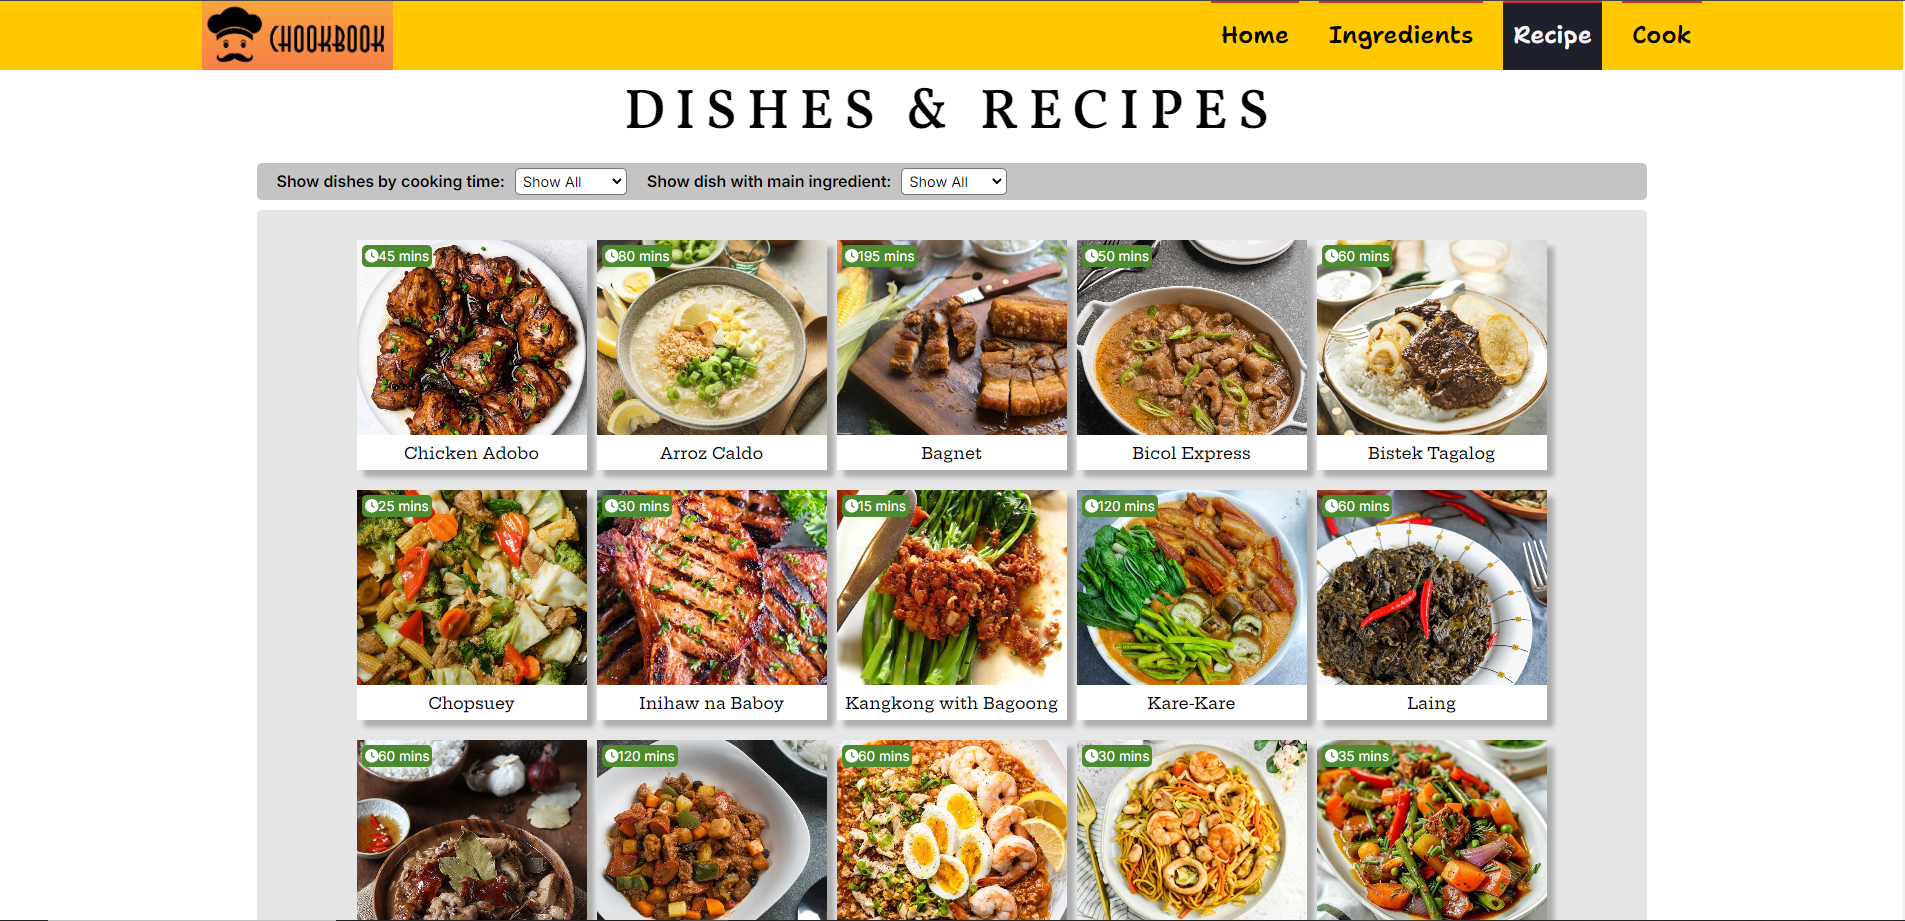 CHOOKBOOK
Home Ingredients Recipe Cook
DISHES & RECIPES
Show dishes by cooking time: Show All Show dish with main ingredient: Show All
45 mins 80 mins 195 mins 50 mins 60 mins
Chicken Adobo Arroz Caldo Bagnet Bicol Express Bistek Tagalog
25 mins 30 mins 15 mins 120 mins 60 mins
Chopsuey Inihaw na Baboy Kangkong with Bagoong Kare-Kare Laing
60 mins 120 mins 60 mins 30 mins 35 mins